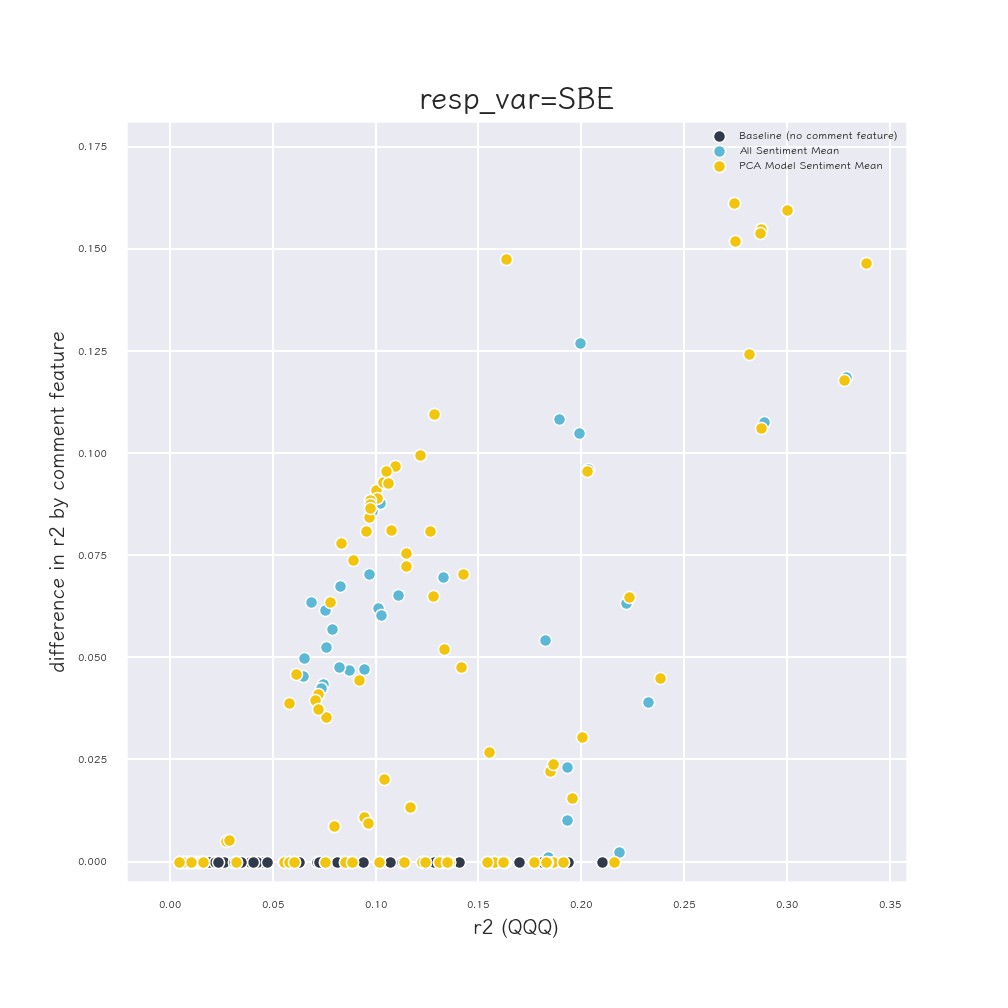 resp_var=SBE
Baseline (no comment feature)
All Sentiment Mean
PCA Model Sentiment Mean
difference in r2 by comment feature
0.175
0.150
0.125
0.100
0.075
0.050
0.025
0.000
0.00 0.05 0.10 0.15 0.20 0.25 0.30 0.35
r2 (QQQ)